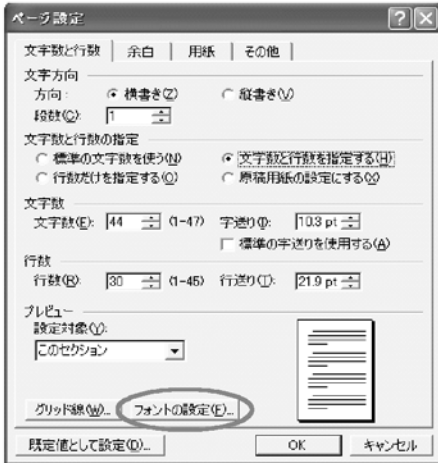 ページ設定
文字数と行数 余白 用紙 その他
文字方向
方向: 横書き(Z) 縦書き(V)
段数(C): 1
文字数と行数の指定
標準の文字数を使う(N) 文字数と行数を指定する(H)
行数だけを指定する(O) 原稿用紙の設定にする(X)
文字数
文字数(E): 44 (1-47) 字送り(I): 10.3 pt
標準の字送りを使用する(A)
行数
行数(R): 30 (1-45) 行送り(T): 21.9 pt
プレビュー
設定対象(Y):
このセクション
グリッド線(W)... フォントの設定(F)...
既定値として設定(D)... OK キャンセル